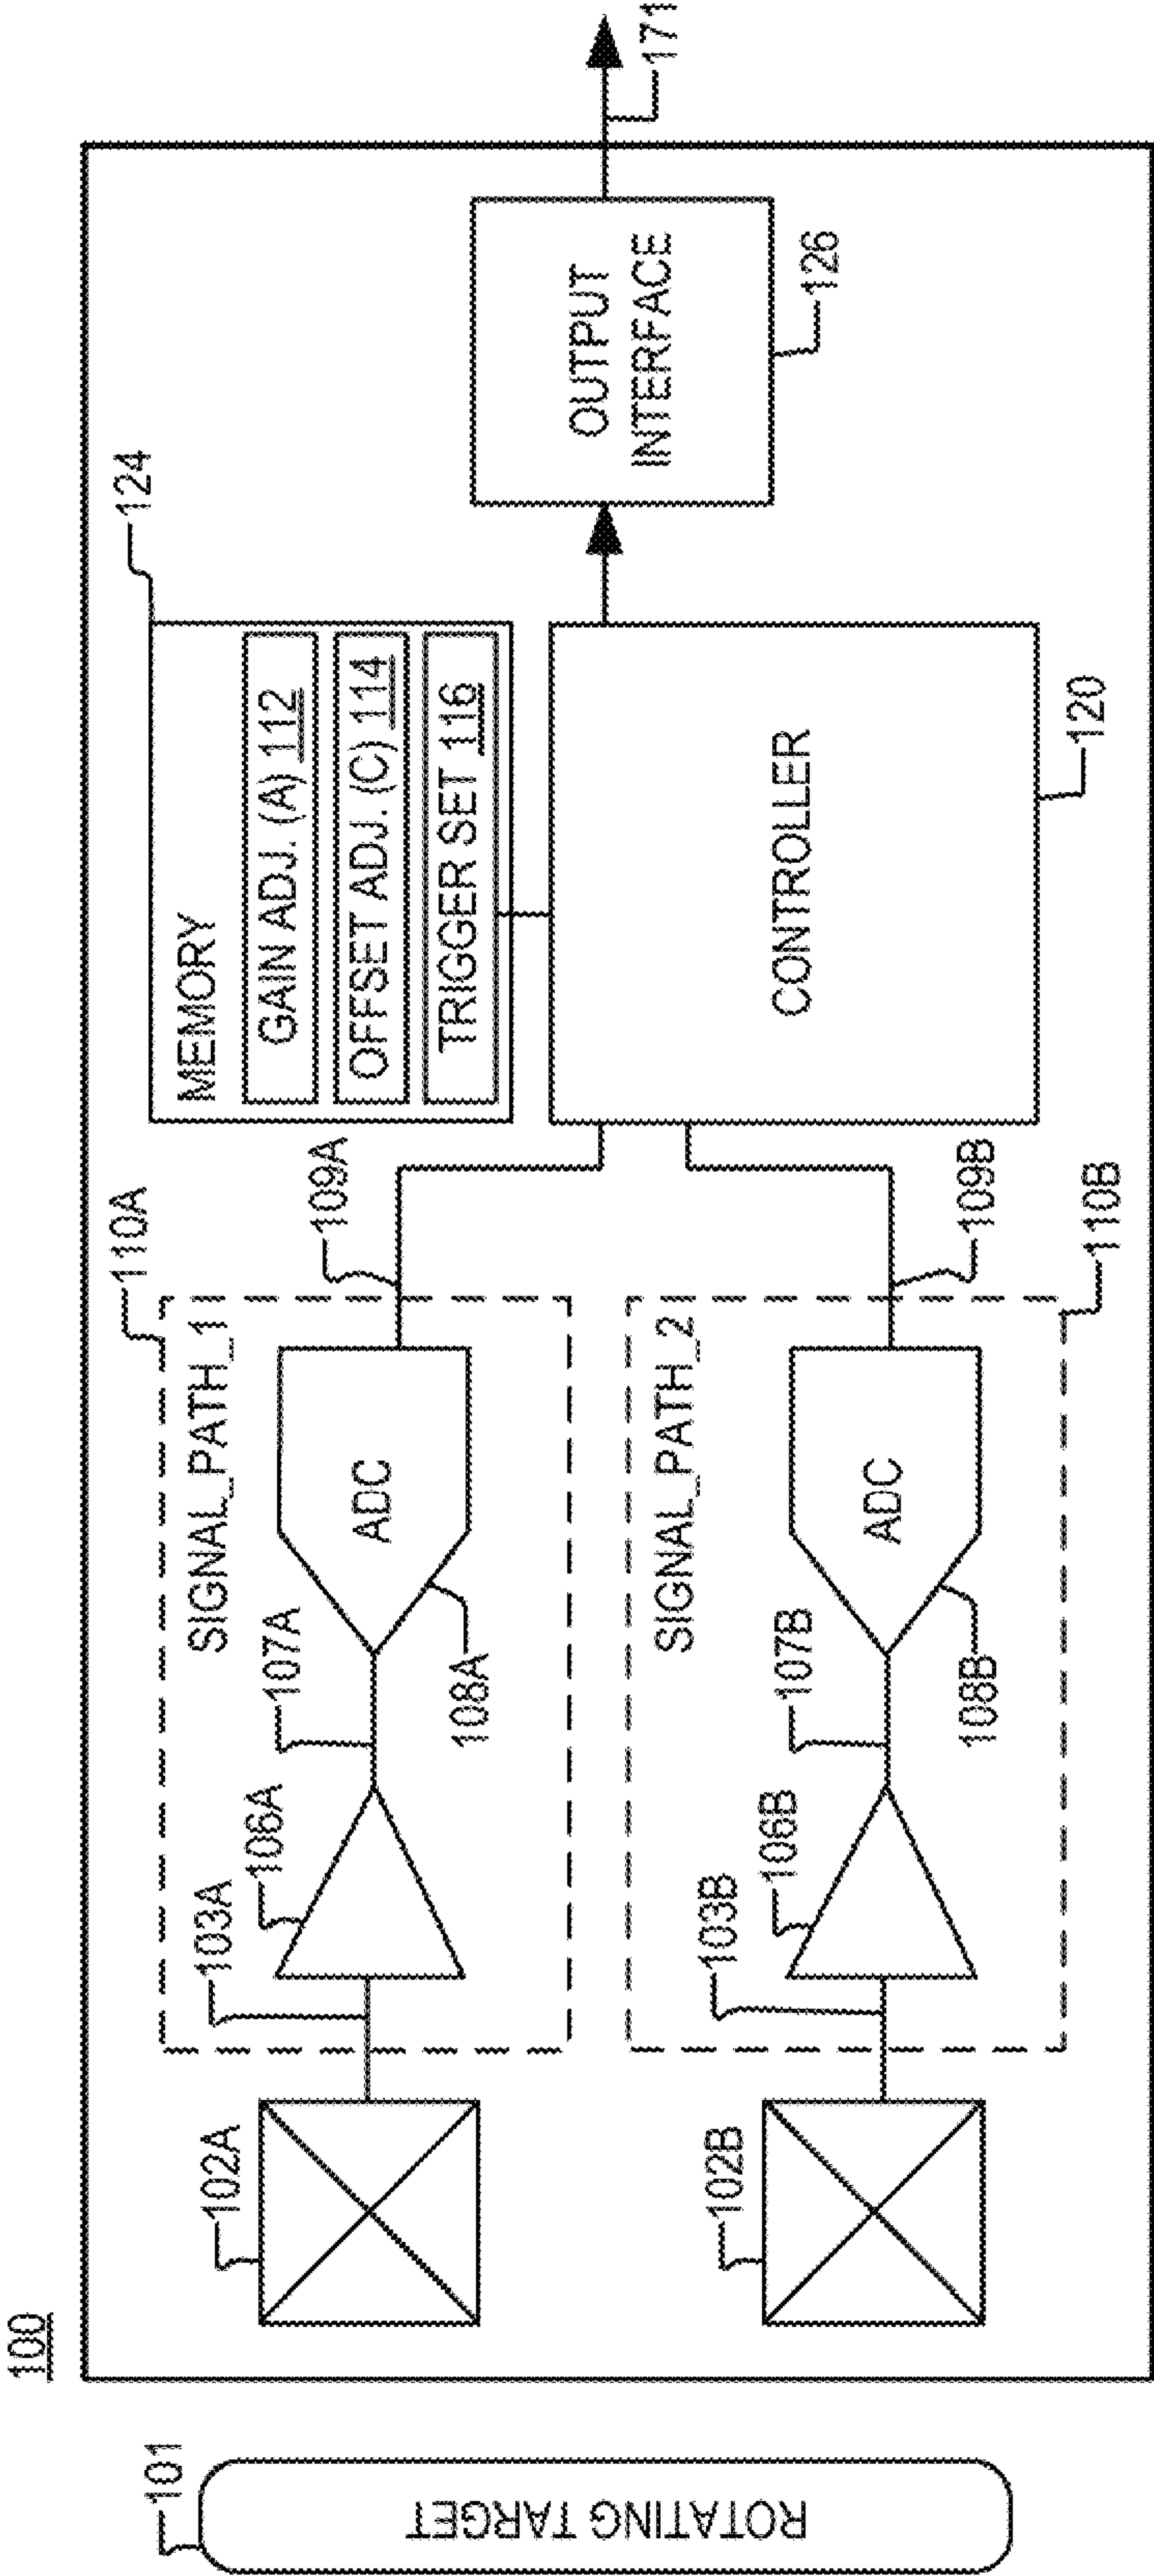 100
101
ROTATING TARGET
102A
103A
106A
107A
108A
109A
110A
SIGNAL_PATH_1
ADC
102B
103B
106B
107B
108B
109B
110B
SIGNAL_PATH_2
ADC
MEMORY
124
GAIN ADJ. (A) 112
OFFSET ADJ. (C) 114
TRIGGER SET 116
CONTROLLER
120
OUTPUT
INTERFACE
126
171